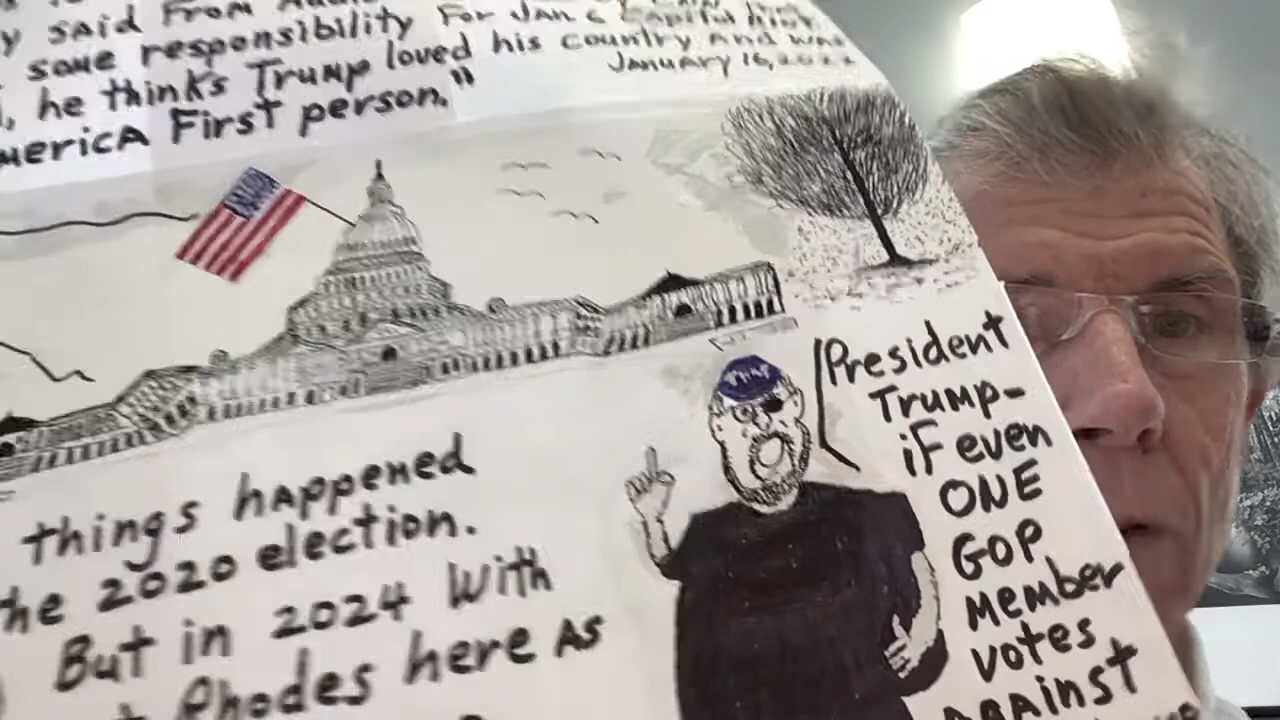 y said From
some responsibility For JAN 6 Capitol
he thinks Trump loved his country And was
January 16, 202
merica First person."
President
Trump-
iF even
ONE
GOP
Member
votes
AgAinst
things happened
he 2020 election.
But in 2024 with
Rhodes here As